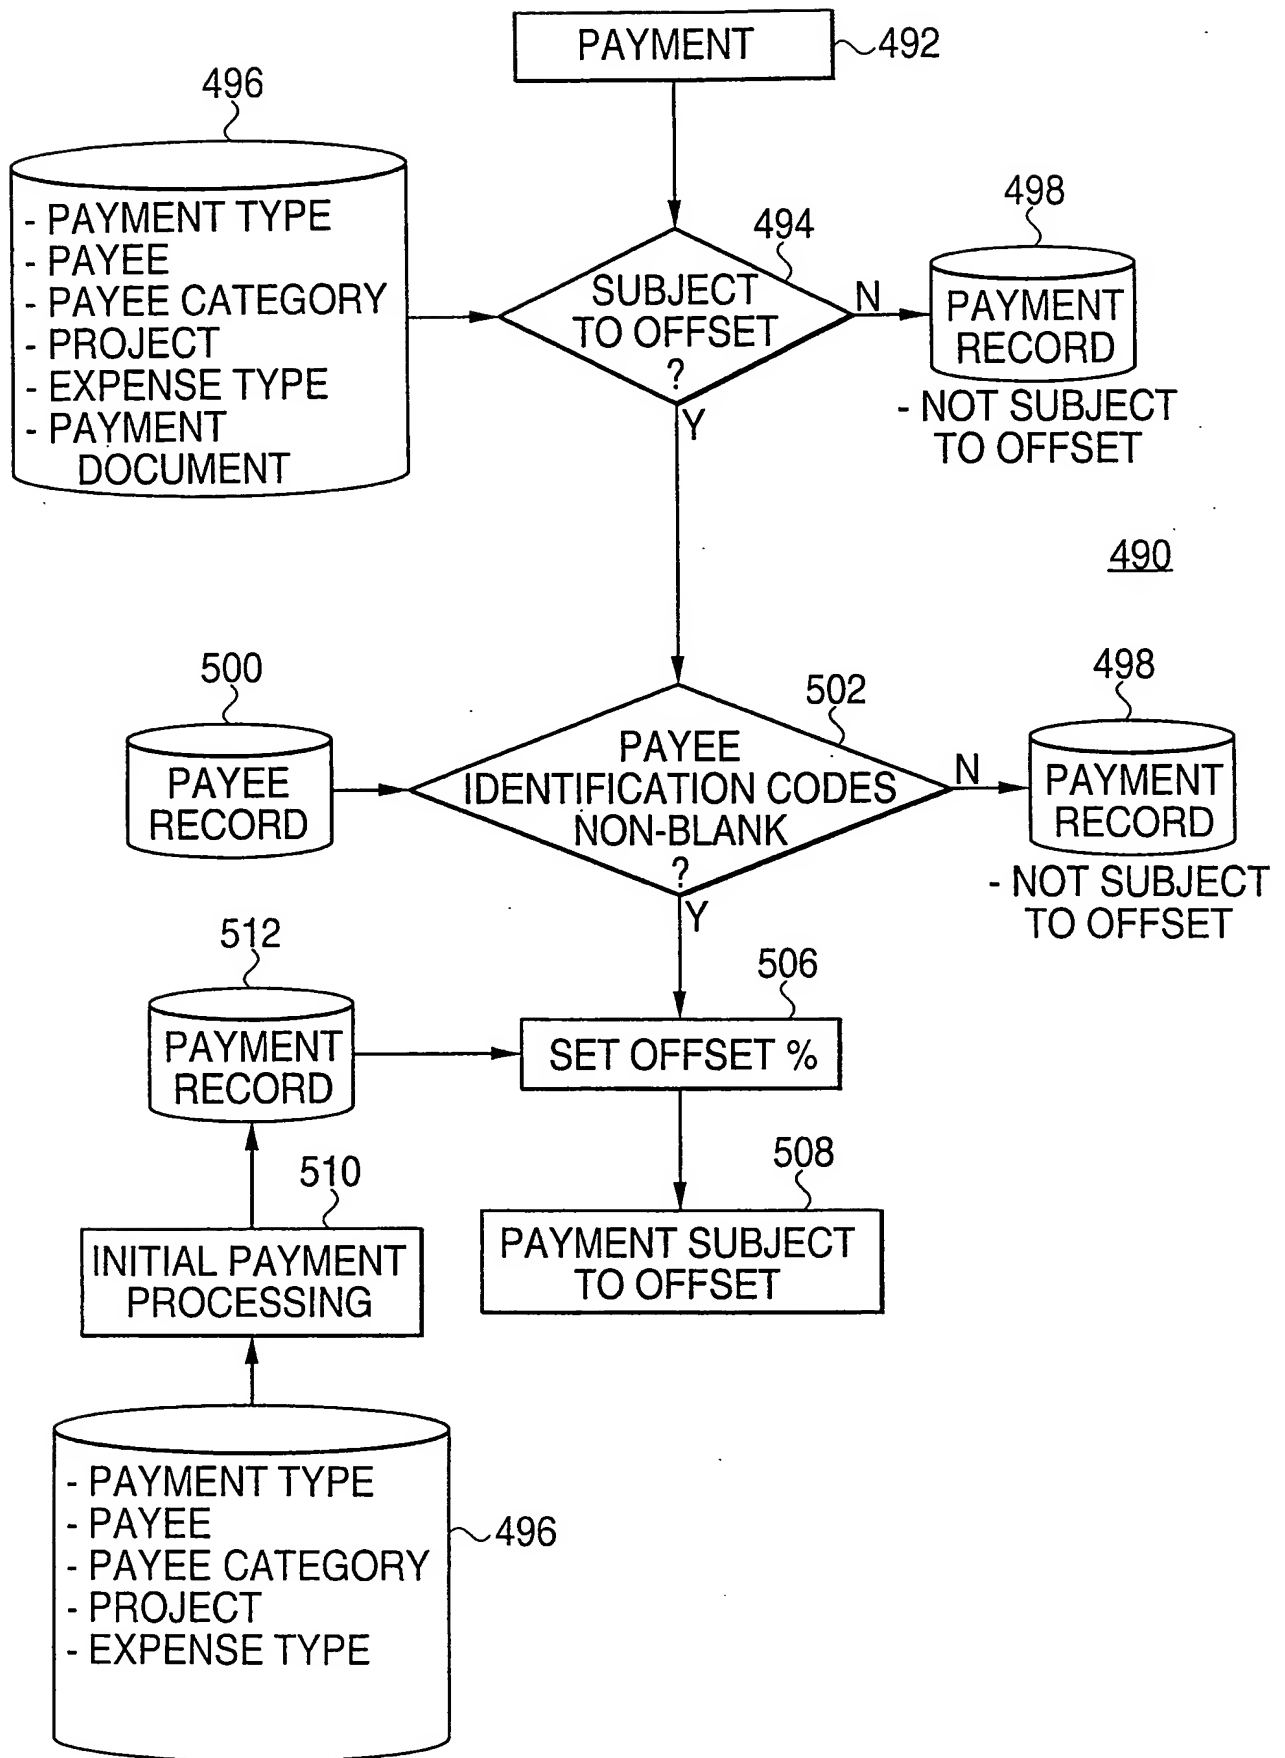 PAYMENT
492
496
- PAYMENT TYPE
- PAYEE
- PAYEE CATEGORY
- PROJECT
- EXPENSE TYPE
- PAYMENT
DOCUMENT
494
SUBJECT
TO OFFSET
?
N
Y
498
PAYMENT
RECORD
- NOT SUBJECT
TO OFFSET
490
500
PAYEE
RECORD
502
PAYEE
IDENTIFICATION CODES
NON-BLANK
?
N
Y
498
PAYMENT
RECORD
- NOT SUBJECT
TO OFFSET
512
PAYMENT
RECORD
506
SET OFFSET %
508
PAYMENT SUBJECT
TO OFFSET
510
INITIAL PAYMENT
PROCESSING
- PAYMENT TYPE
- PAYEE
- PAYEE CATEGORY
- PROJECT
- EXPENSE TYPE
496